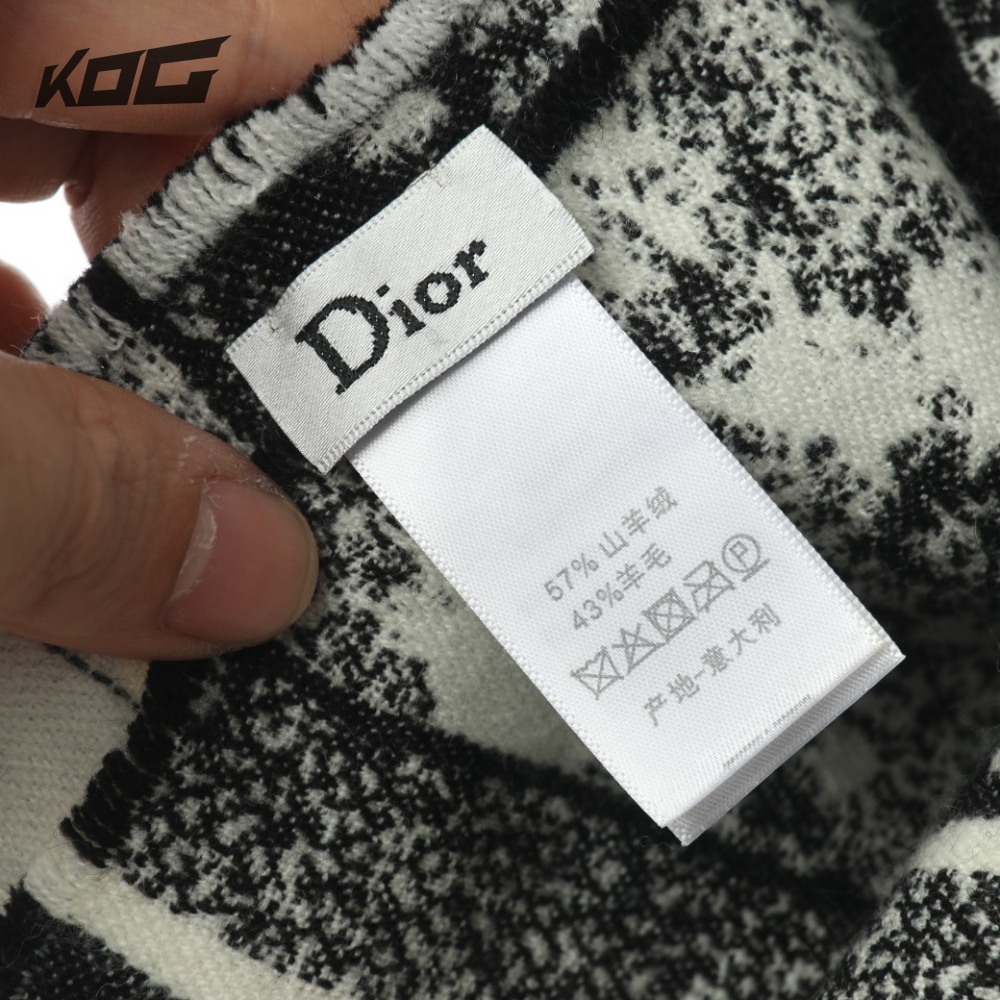 KOG
Dior
57% 山羊绒
43%羊毛
产地-意大利